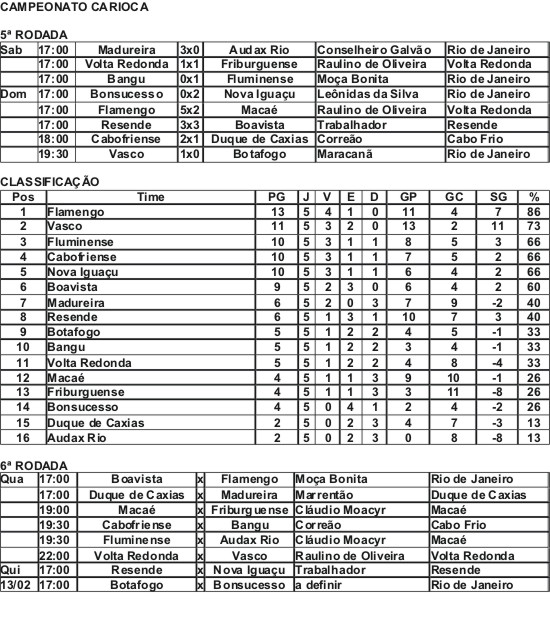 CAMPEONATO CARIOCA
5ª RODADA
Sab 17:00 Madureira 3x0 Audax Rio Conselheiro Galvão Rio de Janeiro
17:00 Volta Redonda 1x1 Friburguense Raulino de Oliveira Volta Redonda
17:00 Bangu 0x1 Fluminense Moça Bonita Rio de Janeiro
Dom 17:00 Bonsucesso 0x2 Nova Iguaçu Leônidas da Silva Rio de Janeiro
17:00 Flamengo 5x2 Macaé Raulino de Oliveira Volta Redonda
17:00 Resende 3x3 Boavista Trabalhador Resende
18:00 Cabofriense 2x1 Duque de Caxias Correão Cabo Frio
19:30 Vasco 1x0 Botafogo Maracanã Rio de Janeiro
CLASSIFICAÇÃO
Pos Time PG J V E D GP GC SG %
1 Flamengo 13 5 4 1 0 11 4 7 86
2 Vasco 11 5 3 2 0 13 2 11 73
3 Fluminense 10 5 3 1 1 8 5 3 66
4 Cabofriense 10 5 3 1 1 7 5 2 66
5 Nova Iguaçu 10 5 3 1 1 6 4 2 66
6 Boavista 9 5 2 3 0 6 4 2 60
7 Madureira 6 5 2 0 3 7 9 -2 40
8 Resende 6 5 1 3 1 10 7 3 40
9 Botafogo 5 5 1 2 2 4 5 -1 33
10 Bangu 5 5 1 2 2 3 4 -1 33
11 Volta Redonda 5 5 1 2 2 4 8 -4 33
12 Macaé 4 5 1 1 3 9 10 -1 26
13 Friburguense 4 5 1 1 3 3 11 -8 26
14 Bonsucesso 4 5 0 4 1 2 4 -2 26
15 Duque de Caxias 2 5 0 2 3 4 7 -3 13
16 Audax Rio 2 5 0 2 3 0 8 -8 13
6ª RODADA
Qua 17:00 Boavista x Flamengo Moça Bonita Rio de Janeiro
17:00 Duque de Caxias x Madureira Marrentão Duque de Caxias
19:00 Macaé x Friburguense Cláudio Moacyr Macaé
19:30 Cabofriense x Bangu Correão Cabo Frio
19:30 Fluminense x Audax Rio Cláudio Moacyr Macaé
22:00 Volta Redonda x Vasco Raulino de Oliveira Volta Redonda
Qui 17:00 Resende x Nova Iguaçu Trabalhador Resende
13/02 17:00 Botafogo x Bonsucesso a definir Rio de Janeiro